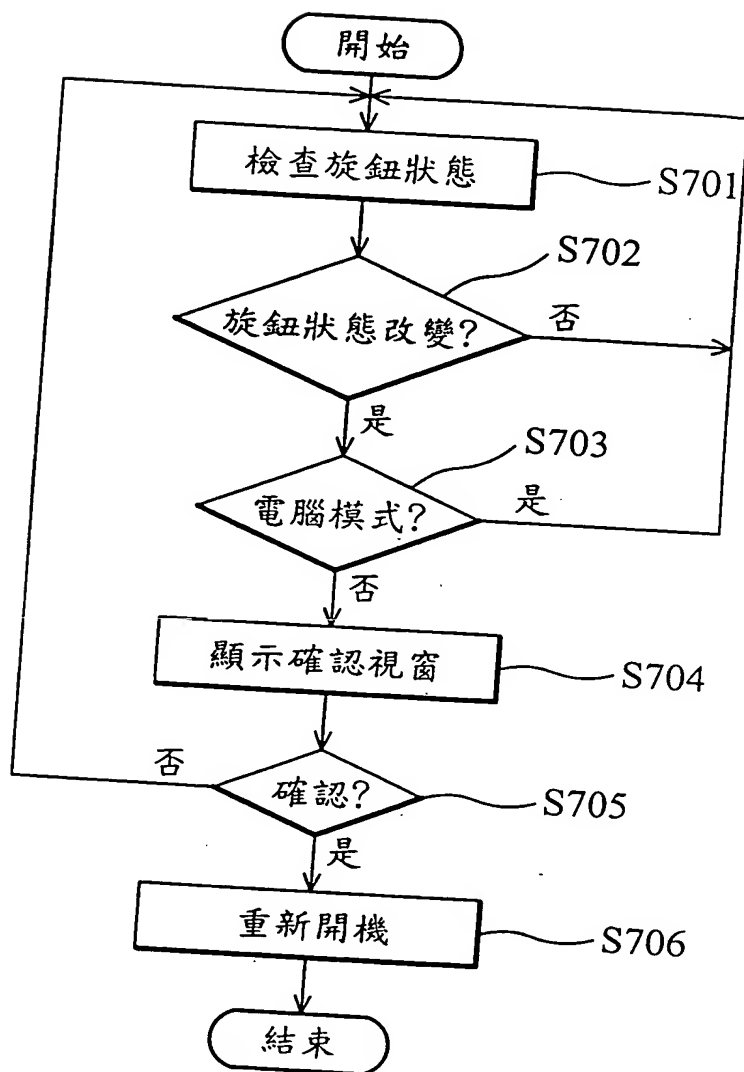 開始
檢查旋鈕狀態
S701
S702
旋鈕狀態改變?
否
是
S703
電腦模式?
是
否
顯示確認視窗
S704
否
確認?
S705
是
重新開機
S706
結束